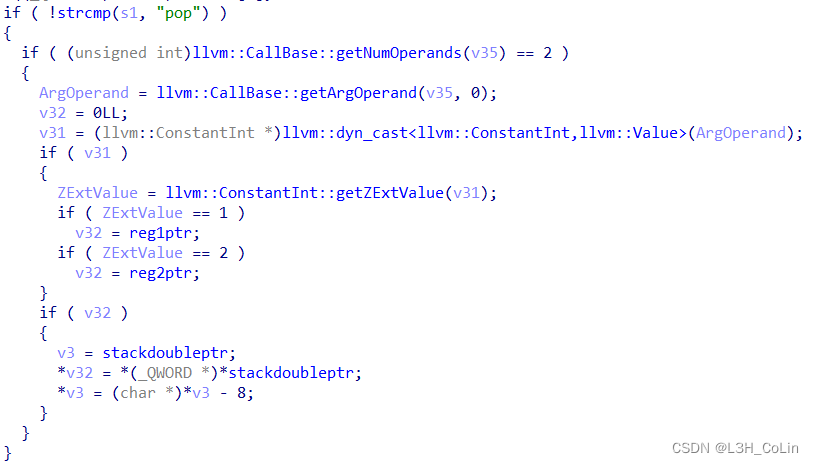 if ( !strcmp(s1, "pop") )
{
  if ( (unsigned int)llvm::CallBase::getNumOperands(v35) == 2 )
  {
    ArgOperand = llvm::CallBase::getArgOperand(v35, 0);
    v32 = 0LL;
    v31 = (llvm::ConstantInt *)llvm::dyn_cast<llvm::ConstantInt,llvm::Value>(ArgOperand);
    if ( v31 )
    {
      ZExtValue = llvm::ConstantInt::getZExtValue(v31);
      if ( ZExtValue == 1 )
        v32 = reg1ptr;
      if ( ZExtValue == 2 )
        v32 = reg2ptr;
    }
    if ( v32 )
    {
      v3 = stackdoubleptr;
      *v32 = *(_QWORD *)*stackdoubleptr;
      *v3 = (char *)*v3 - 8;
    }
  }
}
CSDN @L3H_CoLin